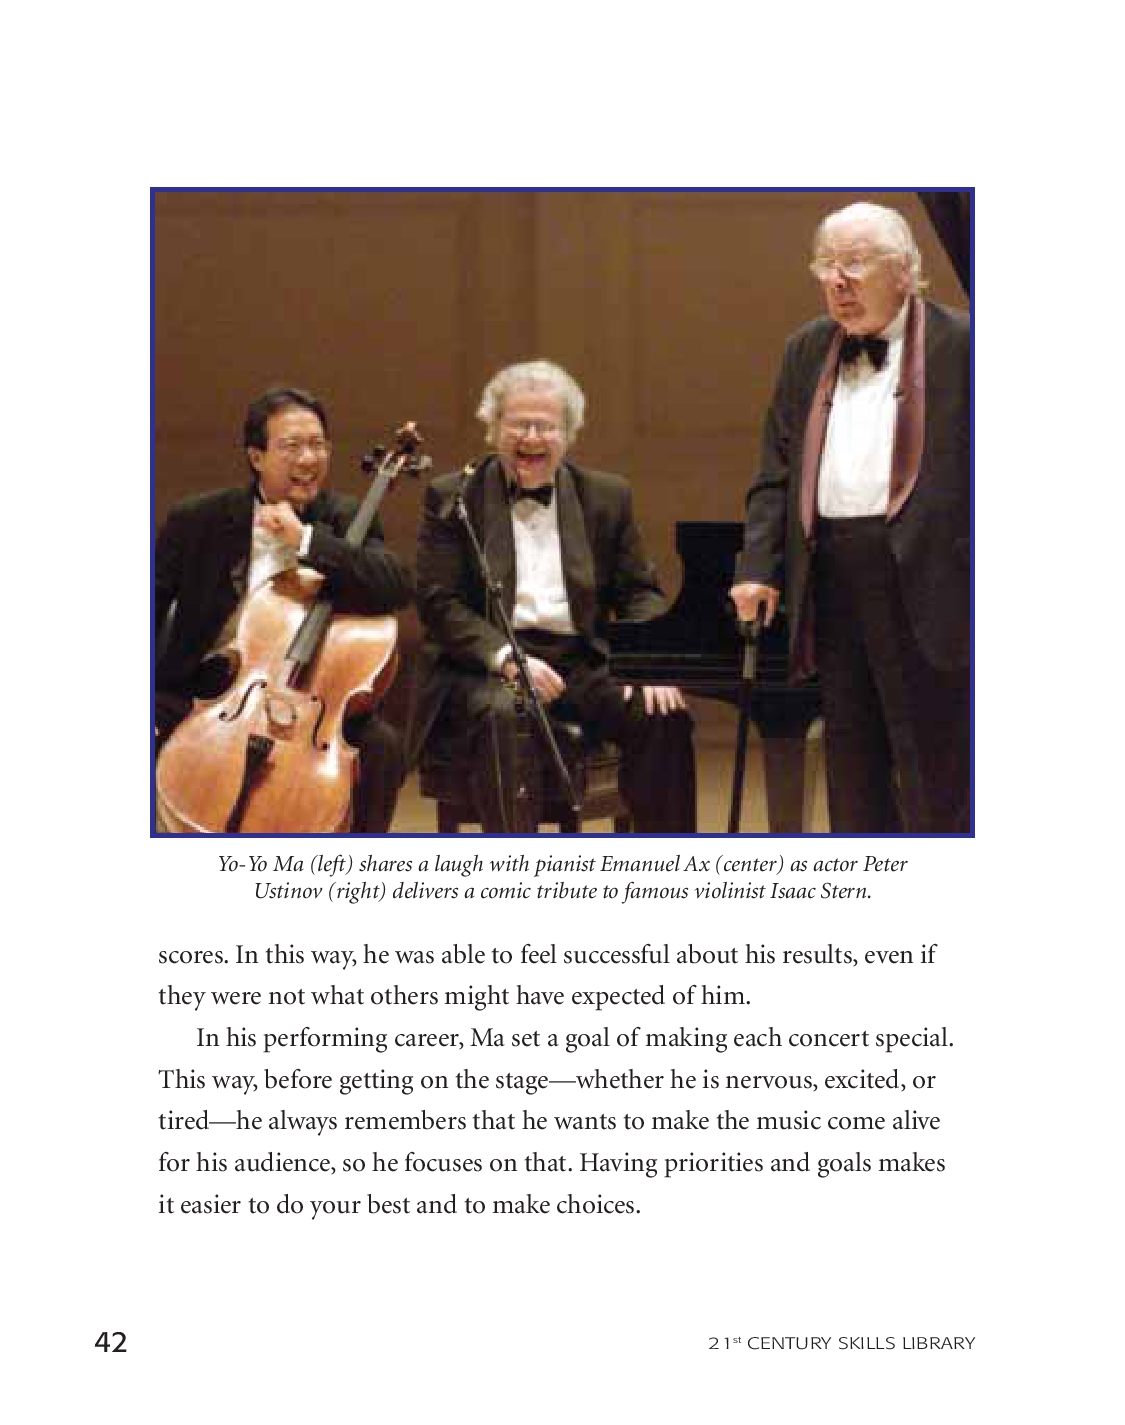 Yo-Yo Ma (left) shares a laugh with pianist Emanuel Ax (center) as actor Peter
Ustinov (right) delivers a comic tribute to famous violinist Isaac Stern.
scores. In this way, he was able to feel successful about his results, even if
they were not what others might have expected of him.
In his performing career, Ma set a goal of making each concert special.
This way, before getting on the stage—whether he is nervous, excited, or
tired—he always remembers that he wants to make the music come alive
for his audience, so he focuses on that. Having priorities and goals makes
it easier to do your best and to make choices.
42
21st CENTURY SKILLS LIBRARY